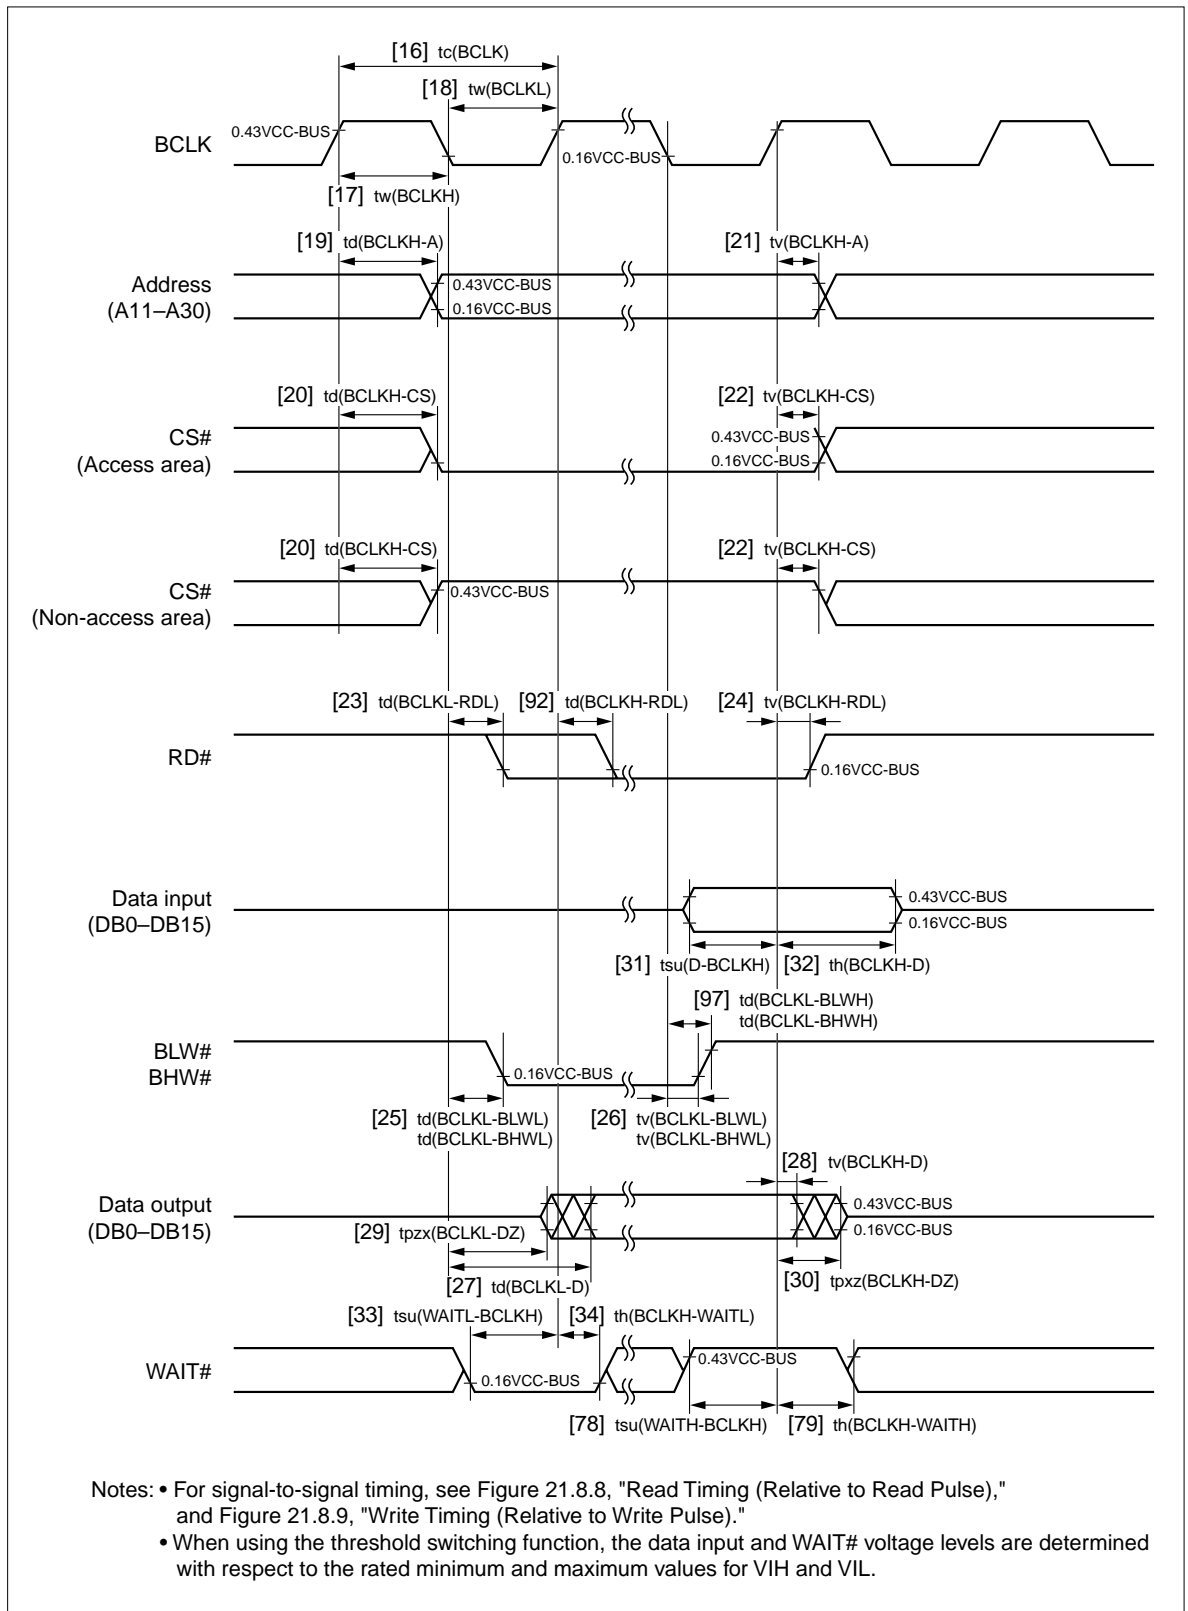 [16] tc(BCLK)
[18] tw(BCLKL)
0.43VCC-BUS
BCLK
0.16VCC-BUS
[17] tw(BCLKH)
[19] td(BCLKH-A)
[21] tv(BCLKH-A)
Address
(A11–A30)
0.43VCC-BUS
0.16VCC-BUS
[20] td(BCLKH-CS)
[22] tv(BCLKH-CS)
CS#
(Access area)
0.43VCC-BUS
0.16VCC-BUS
[20] td(BCLKH-CS)
[22] tv(BCLKH-CS)
CS#
(Non-access area)
0.43VCC-BUS
[23] td(BCLKL-RDL)
[92] td(BCLKH-RDL)
[24] tv(BCLKH-RDL)
RD#
0.16VCC-BUS
Data input
(DB0–DB15)
0.43VCC-BUS
0.16VCC-BUS
[31] tsu(D-BCLKH)
[32] th(BCLKH-D)
[97] td(BCLKL-BLWH)
td(BCLKL-BHWH)
BLW#
BHW#
0.16VCC-BUS
[25] td(BCLKL-BLWL)
td(BCLKL-BHWL)
[26] tv(BCLKL-BLWL)
tv(BCLKL-BHWL)
[28] tv(BCLKH-D)
Data output
(DB0–DB15)
0.43VCC-BUS
0.16VCC-BUS
[29] tpzx(BCLKL-DZ)
[27] td(BCLKL-D)
[30] tpxz(BCLKH-DZ)
[33] tsu(WAITL-BCLKH)
[34] th(BCLKH-WAITL)
WAIT#
0.16VCC-BUS
0.43VCC-BUS
[78] tsu(WAITH-BCLKH)
[79] th(BCLKH-WAITH)
Notes: • For signal-to-signal timing, see Figure 21.8.8, "Read Timing (Relative to Read Pulse),"
and Figure 21.8.9, "Write Timing (Relative to Write Pulse)."
• When using the threshold switching function, the data input and WAIT# voltage levels are determined
with respect to the rated minimum and maximum values for VIH and VIL.